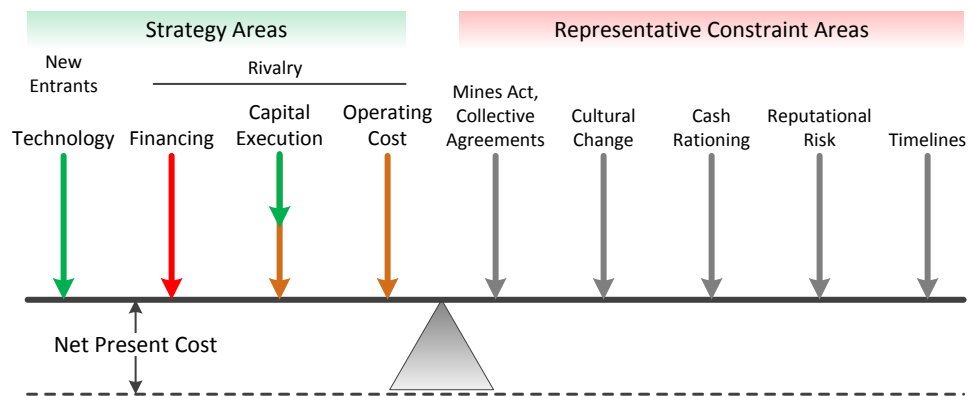 Strategy Areas
Representative Constraint Areas
New
Entrants
Rivalry
Technology
Financing
Capital
Execution
Operating
Cost
Mines Act,
Collective
Agreements
Cultural
Change
Cash
Rationing
Reputational
Risk
Timelines
Net Present Cost